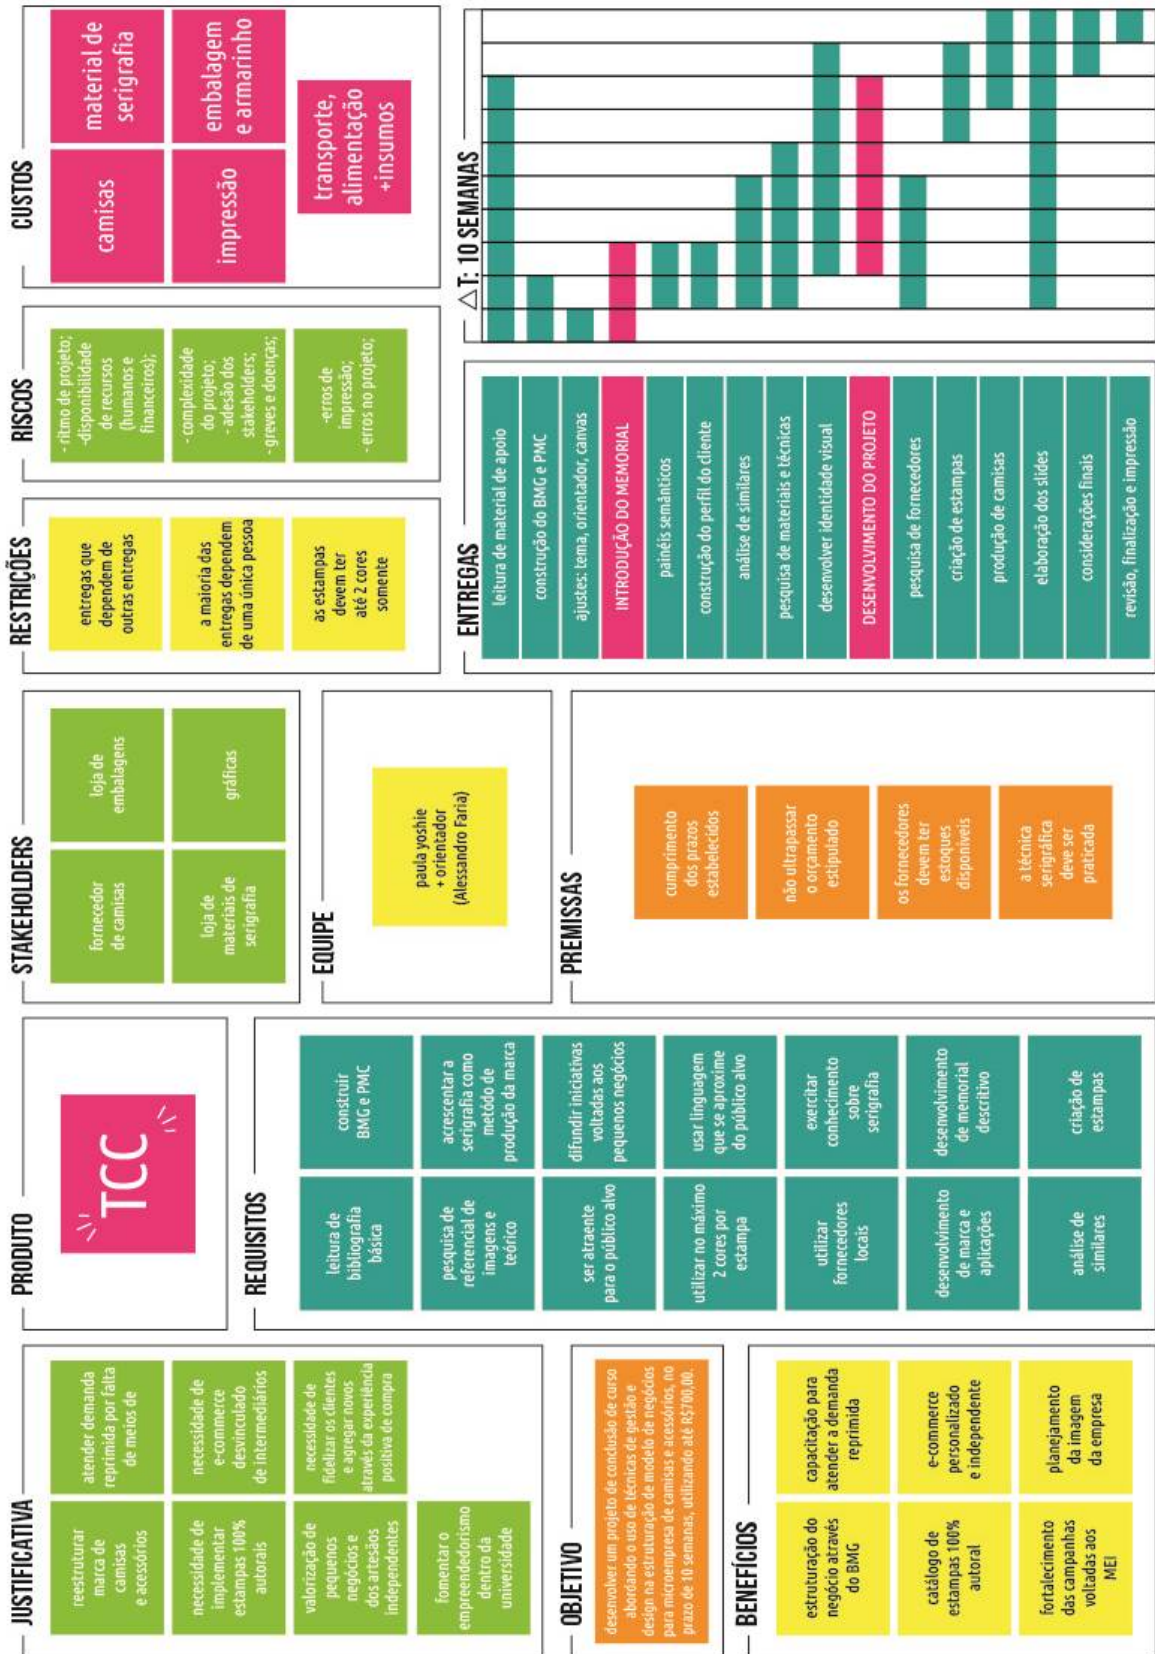 JUSTIFICATIVA
reestruturar
marca de
camisas
e acessórios
atender demanda
reprimida por falta
de meios de
necessidade de
implementar
estampas 100%
autorais
necessidade de
e-commerce
desvinculado
de intermediários
valorização de
pequenos
negócios e
dos artesãos
independentes
necessidade de
fidelizar os clientes
e agregar novos
através da experiência
positiva de compra
fomentar o
empreendedorismo
dentro da
universidade
OBJETIVO
desenvolver um projeto de conclusão de curso
abordando o uso de técnicas de gestão e
design na estruturação de modelo de negócios
para microempresa de camisas e acessórios, no
prazo de 10 semanas, utilizando até R$700,00.
BENEFÍCIOS
estruturação do
negócio através
do BMG
capacitação para
atender a demanda
reprimida
catálogo de
estampas 100%
autoral
e-commerce
personalizado
e independente
fortalecimento
das campanhas
voltadas aos
MEI
planejamento
da imagem
da empresa
PRODUTO
TCC
REQUISITOS
leitura de
bibliografia
básica
construir
BMG e PMC
pesquisa de
referencial de
imagens e
teórico
acrescentar a
serigrafia como
metódo de
produção da marca
ser atraente
para o público alvo
difundir iniciativas
voltadas aos
pequenos negócios
utilizar no máximo
2 cores por
estampa
usar linguagem
que se aproxime
do público alvo
utilizar
fornecedores
locais
exercitar
conhecimento
sobre
serigrafia
desenvolvimento
de marca e
aplicações
desenvolvimento
de memorial
descritivo
análise de
similares
criação de
estampas
STAKEHOLDERS
fornecedor
de camisas
loja de
embalagens
loja de
materiais de
serigrafia
gráficas
EQUIPE
paula yoshie
+ orientador
(Alessandro Faria)
PREMISSAS
cumprimento
dos prazos
estabelecidos
não ultrapassar
o orçamento
estipulado
os fornecedores
devem ter
estoques
disponíveis
a técnica
serigráfica
deve ser
praticada
RESTRIÇÕES
entregas que
dependem de
outras entregas
a maioria das
entregas dependem
de uma única pessoa
as estampas
devem ter
até 2 cores
somente
RISCOS
- ritmo de projeto;
-disponibilidade
de recursos
(humanos e
financeiros);
- complexidade
do projeto;
- adesão dos
stakeholders;
- greves e doenças;
-erros de
impressão;
- erros no projeto;
CUSTOS
camisas
material de
serigrafia
impressão
embalagem
e armarinho
transporte,
alimentação
+insumos
ENTREGAS
leitura de material de apoio
construção do BMG e PMC
ajustes: tema, orientador, canvas
INTRODUÇÃO DO MEMORIAL
painéis semânticos
construção do perfil do cliente
análise de similares
pesquisa de materiais e técnicas
desenvolver identidade visual
DESENVOLVIMENTO DO PROJETO
pesquisa de fornecedores
criação de estampas
produção de camisas
elaboração dos slides
considerações finais
revisão, finalização e impressão
△T: 10 SEMANAS